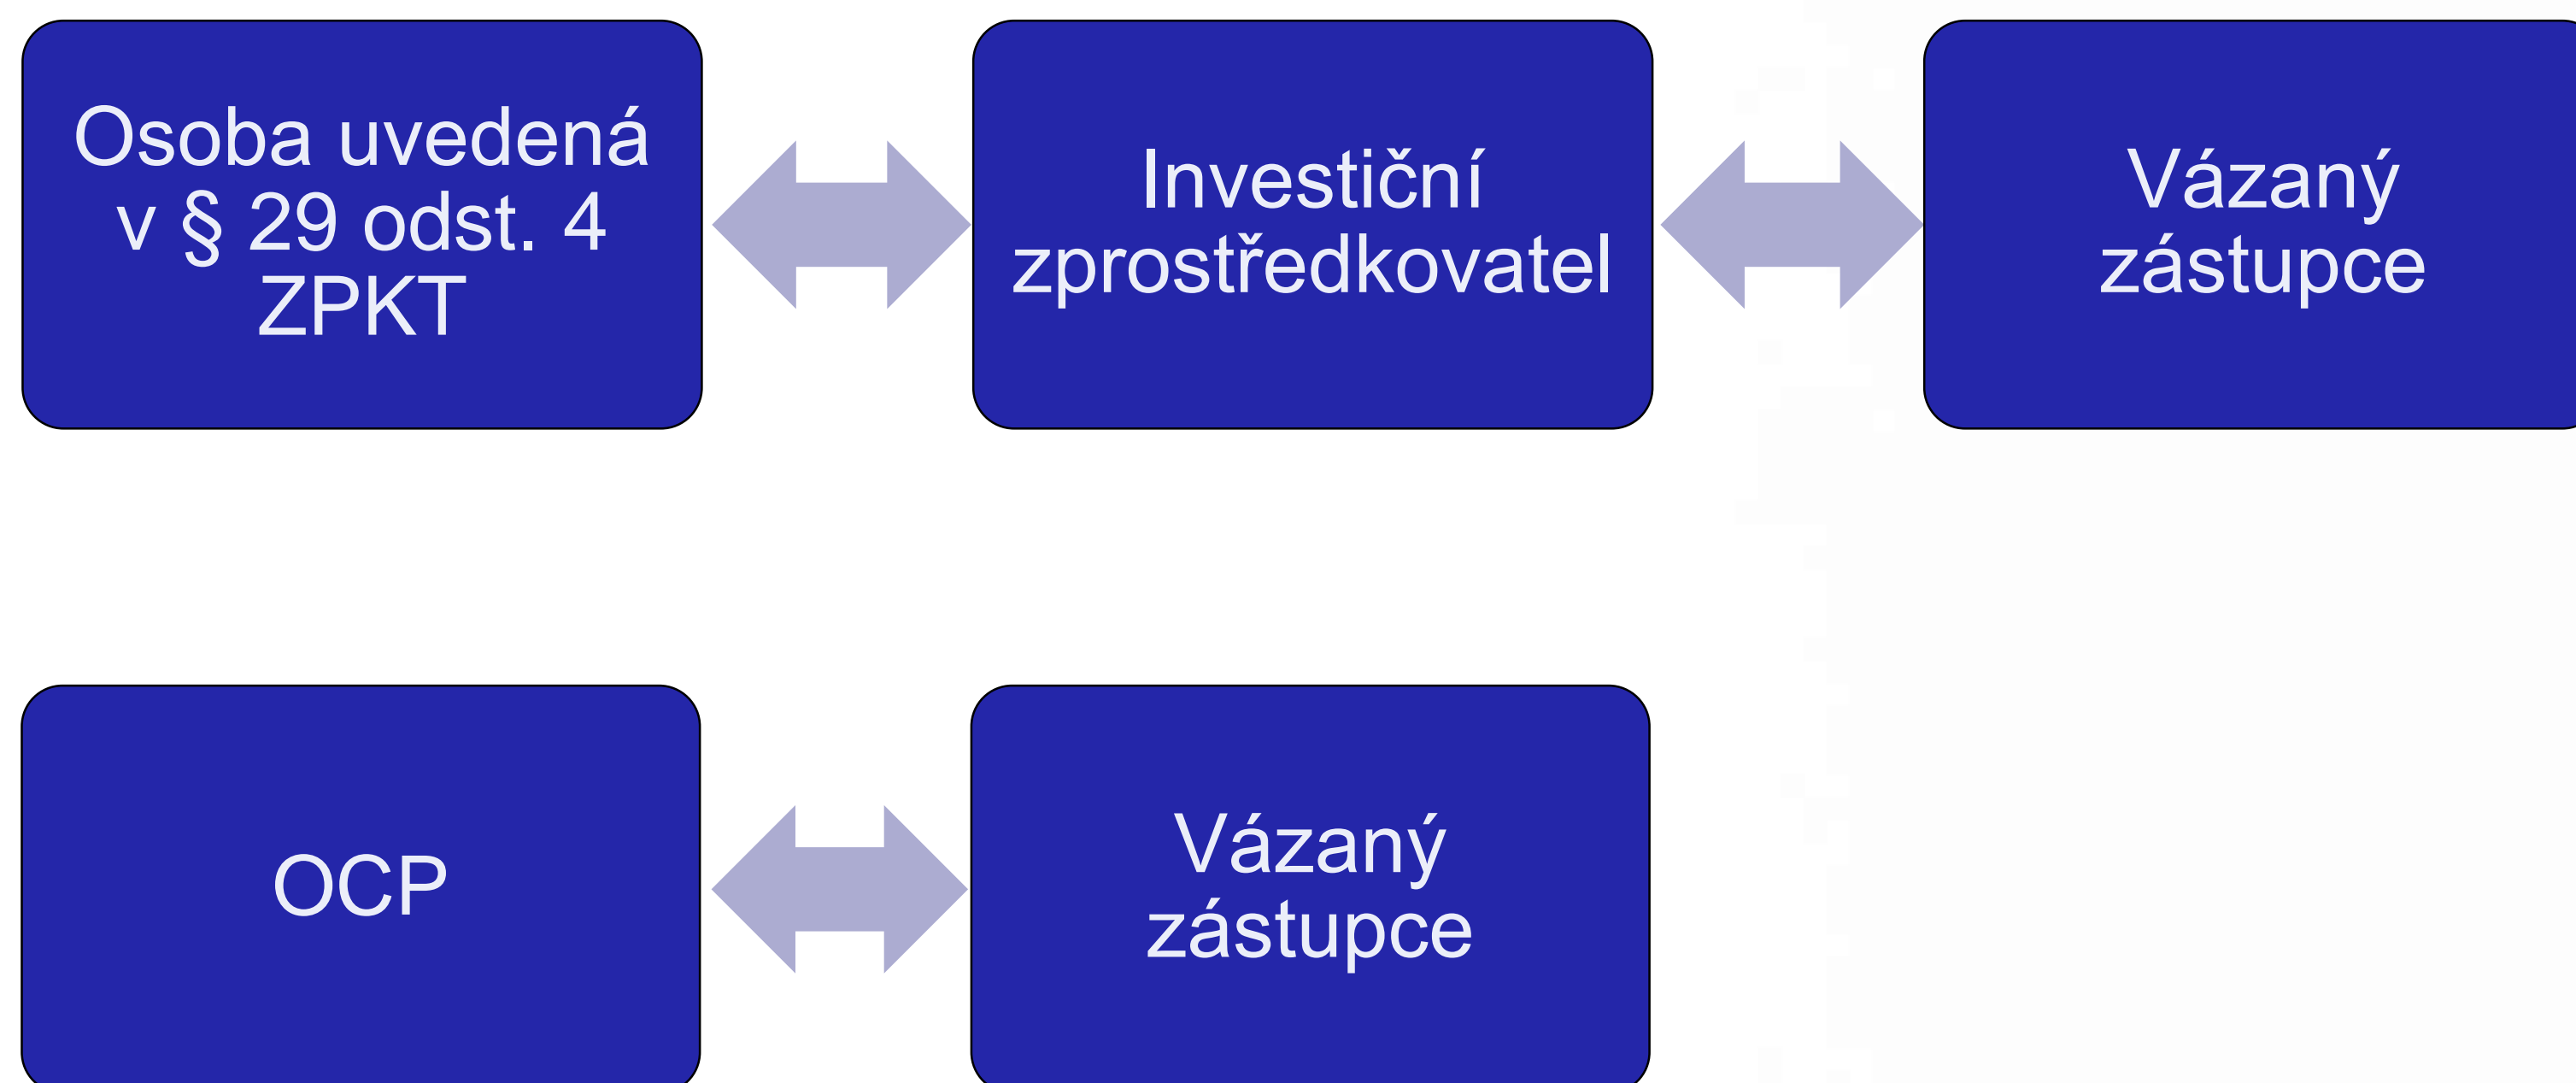 Osoba uvedená
v § 29 odst. 4
ZPKT
Investiční
zprostředkovatel
Vázaný
zástupce
OCP
Vázaný
zástupce